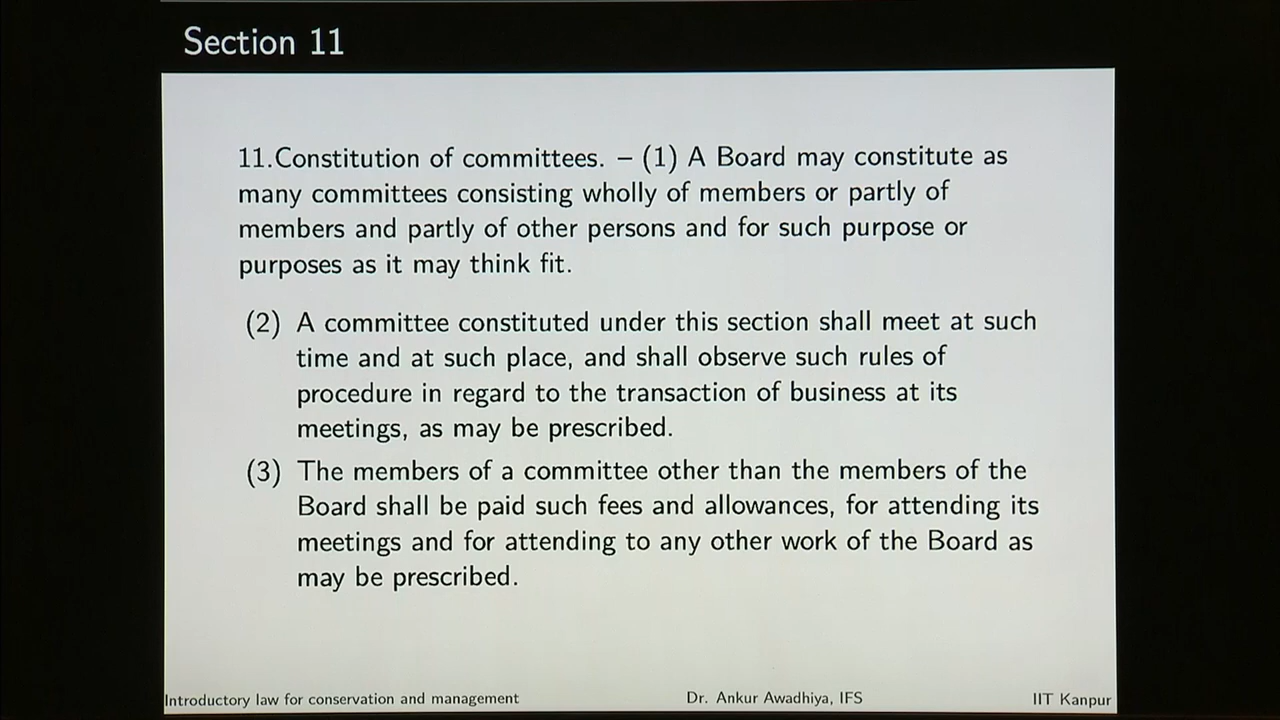 Section 11
11.Constitution of committees. – (1) A Board may constitute as
many committees consisting wholly of members or partly of
members and partly of other persons and for such purpose or
purposes as it may think fit.
(2) A committee constituted under this section shall meet at such
time and at such place, and shall observe such rules of
procedure in regard to the transaction of business at its
meetings, as may be prescribed.
(3) The members of a committee other than the members of the
Board shall be paid such fees and allowances, for attending its
meetings and for attending to any other work of the Board as
may be prescribed.
Introductory law for conservation and management Dr. Ankur Awadhiya, IFS IIT Kanpur